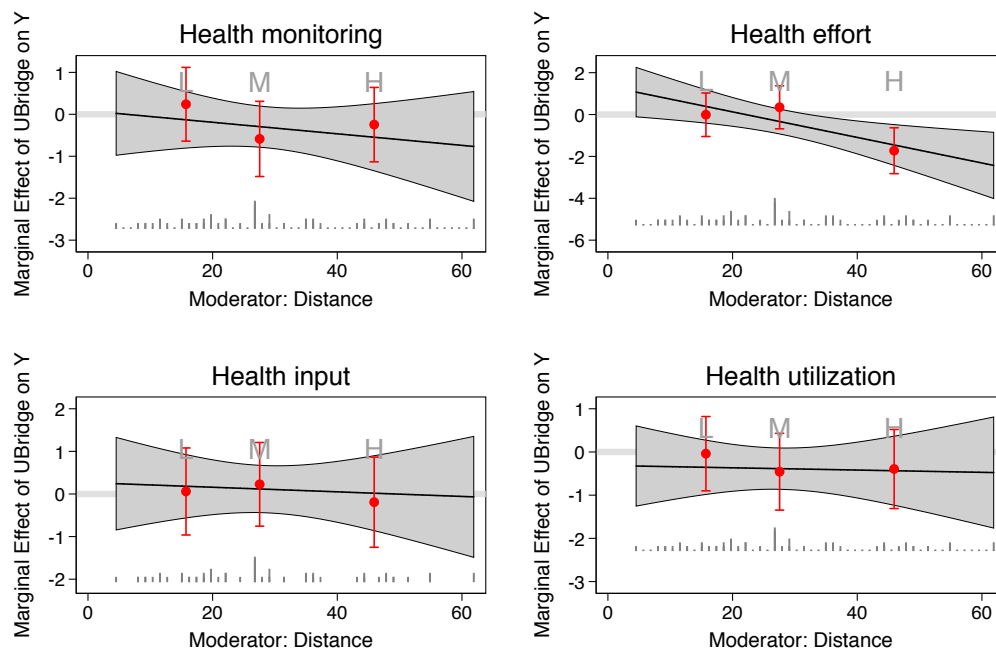 Health monitoring
Marginal Effect of UBridge on Y
1
0
-1
-3
L M H
0 20 40 60
Moderator: Distance
Health effort
Marginal Effect of UBridge on Y
2
0
-2
-4
-6
L M H
0 20 40 60
Moderator: Distance
Health input
Marginal Effect of UBridge on Y
2
1
0
-1
-2
L M H
0 20 40 60
Moderator: Distance
Health utilization
Marginal Effect of UBridge on Y
1
0
-1
-2
-3
L M H
0 20 40 60
Moderator: Distance